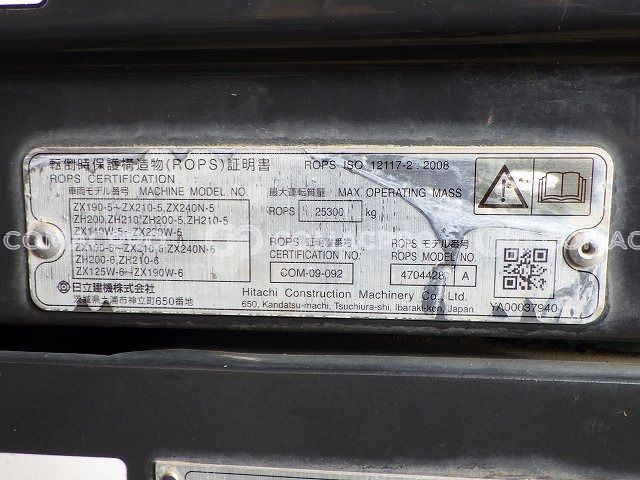 転倒時保護構造物(ROPS)証明書 ROPS ISO 12117-2 : 2008
ROPS CERTIFICATION
車両モデル番号 MACHINE MODEL NO. 最大運転質量 MAX. OPERATING MASS
ZX190-5~ZX210-5,ZX240N-5
ZH200,ZH210,ZH200-5,ZH210-5
ZX140W-5~ZX220W-5
ROPS 25300 kg
ZX180-6~ZX210-6,ZX240N-6
ZH200-6,ZH210-6
ZX125W-6~ZX190W-6
ROPS 証明書番号 ROPS モデル番号
CERTIFICATION NO. ROPS MODEL NO.
COM-09-092 4704428 A
日立建機株式会社 Hitachi Construction Machinery Co., Ltd.
茨城県土浦市神立町650番地 650, Kandatsu-machi, Tsuchiura-shi, Ibaraki-ken, Japan YA00037940